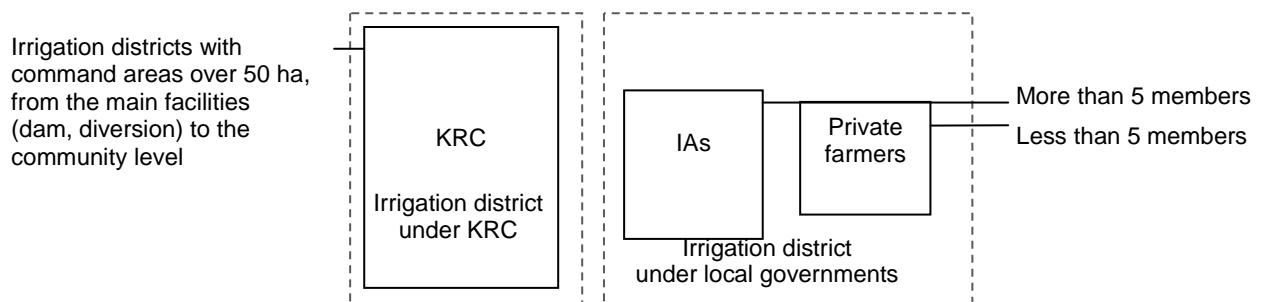 Irrigation districts with
command areas over 50 ha,
from the main facilities
(dam, diversion) to the
community level
KRC
Irrigation district
under KRC
IAs
Private
farmers
Irrigation district
under local governments
More than 5 members
Less than 5 members